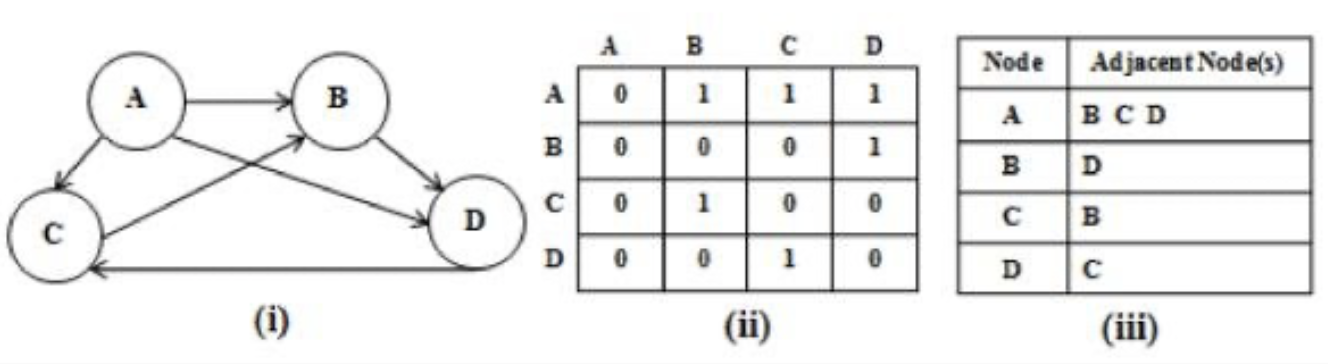 A B
C D
(i)
A B C D
A 0 1 1 1
B 0 0 0 1
C 0 1 0 0
D 0 0 1 0
(ii)
Node Adjacent Node(s)
A B C D
B D
C B
D C
(iii)